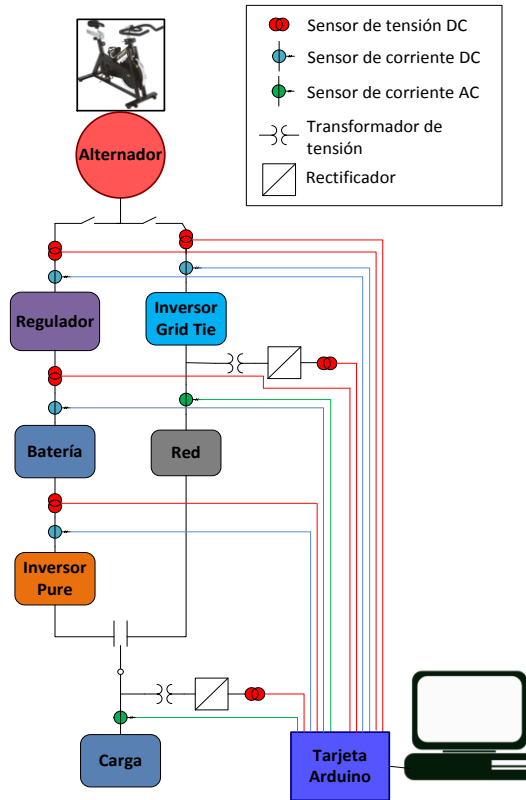 Sensor de tensión DC
Sensor de corriente DC
Sensor de corriente AC
Transformador de
tensión
Rectificador
Alternador
Regulador
Inversor
Grid Tie
Batería
Red
Inversor
Pure
Carga
Tarjeta
Arduino